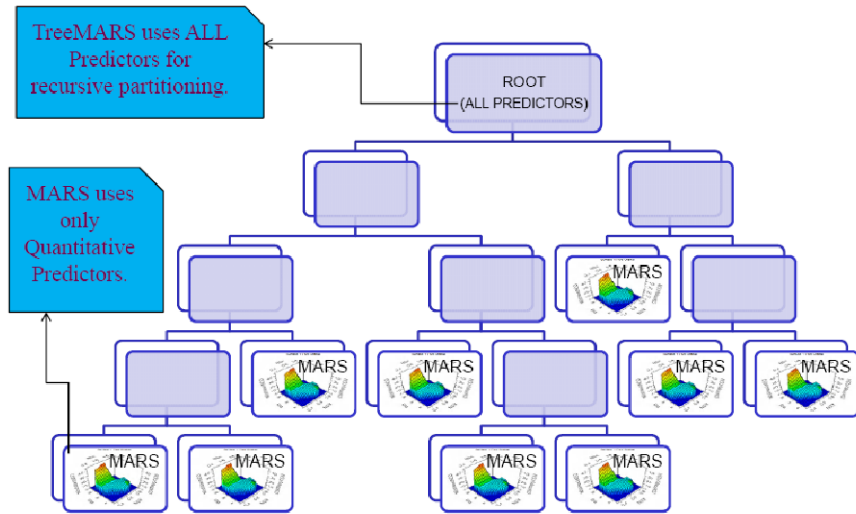 TreeMARS uses ALL
Predictors for
recursive partitioning.
ROOT
(ALL PREDICTORS)
MARS uses
only
Quantitative
Predictors.
MARS
MARS
MARS
MARS
MARS
MARS
MARS
MARS
MARS